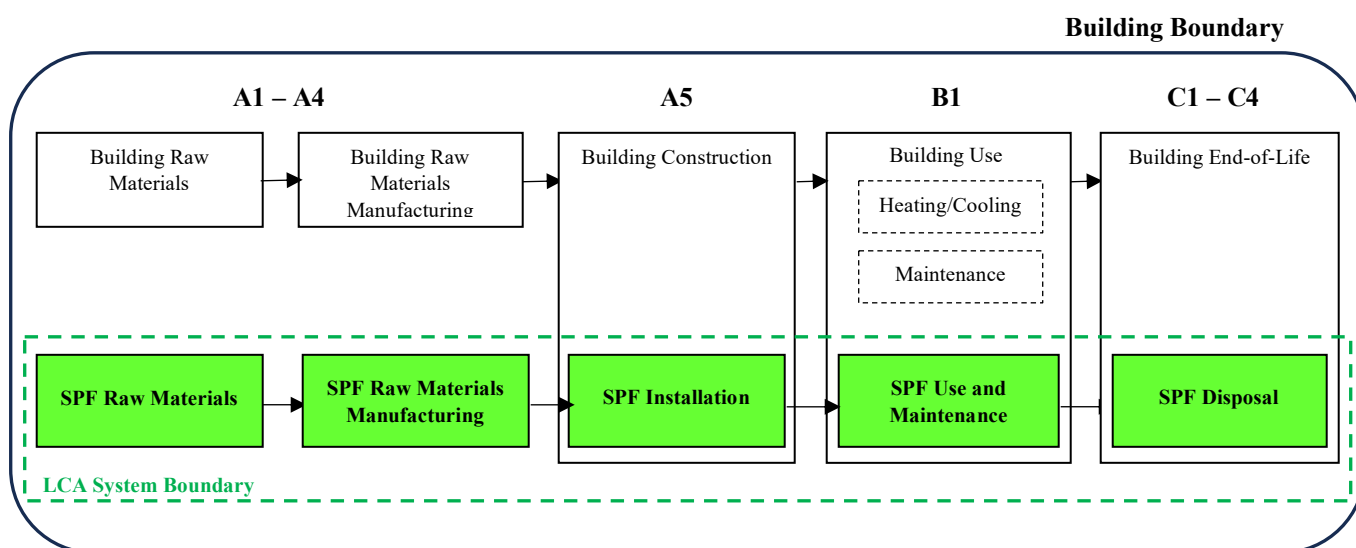 Building Boundary
A1 – A4
A5
B1
C1 – C4
Building Raw
Materials
Building Raw
Materials
Manufacturing
Building Construction
Building Use
Heating/Cooling
Maintenance
Building End-of-Life
SPF Raw Materials
SPF Raw Materials
Manufacturing
SPF Installation
SPF Use and
Maintenance
SPF Disposal
LCA System Boundary